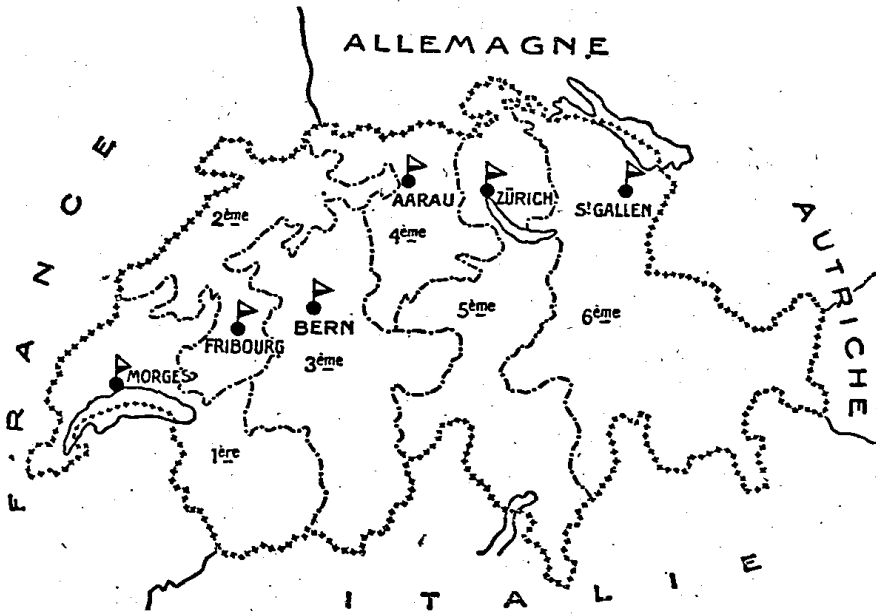 ALLEMAGNE
FRANCE
AUTRICHE
ITALIE
AARAU
ZÜRICH
St GALLEN
2ème
4ème
BERN
5ème
6ème
FRIBOURG
3ème
MORGES
1ère